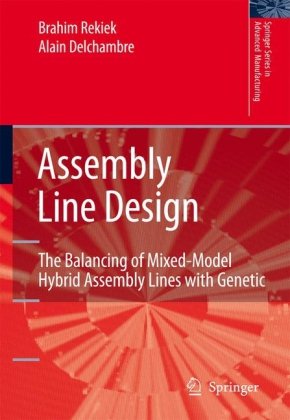 Brahim Rekiek
Alain Delchambre
Springer Series in
Advanced Manufacturing
Assembly
Line Design
The Balancing of Mixed-Model
Hybrid Assembly Lines with Genetic
Springer